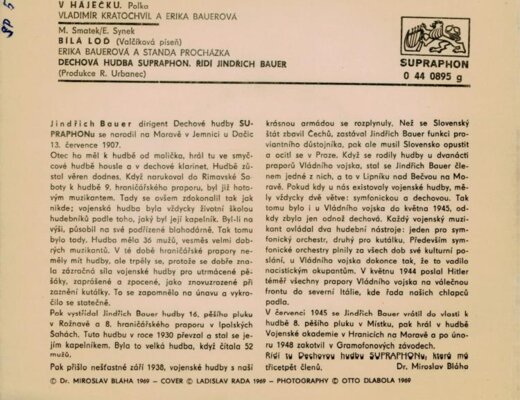 SP 5
V HÁJEČKU. Polka
VLADIMÍR KRATOCHVÍL A ERIKA BAUEROVÁ
M. Smatek/E. Synek
BÍLÁ LOĎ (Valčíková píseň)
ERIKA BAUEROVÁ A STANDA PROCHÁZKA
DECHOVÁ HUDBA SUPRAPHON. ŘÍDÍ JINDŘICH BAUER
(Produkce R. Urbanec)
SUPRAPHON
0 44 0895 g
Jindřich Bauer dirigent Dechové hudby SU-
PRAPHONu se narodil na Moravě v Jemnici u Dačic
13. července 1907.
Otec ho měl k hudbě od malička, hrál tu ve smyč-
cové hudbě housle a v dechové klarinet. Hudbě zů-
stal věren dodnes. Když narukoval do Rimavské So-
boty k hudbě 9. hraničářského praporu, byl již hoto-
vým muzikantem. Tady se ovšem zdokonalil tak jak
nikde; vojenská hudba byla vždycky životní školou
hudebníků podle toho, jaký byl její kapelník. Byl-li na
výši, působil na své podřízené blahodárně. Tak tomu
bylo tady. Hudba měla 36 mužů, vesměs velmi dob-
rých muzikantů. V té době hraničářské prapory ne-
měly mít hudby, ale trpěly se, protože se dobře zna-
la zázračná síla vojenské hudby pro utrmácené pě-
šáky, zaprášené a zpocené, jako znovuzrozené při
zaznění kutálky. To se zapomnělo na únavu a vykra-
čilo se statečně.
Pak vystřídal Jindřich Bauer hudby 16. pěšího pluku
v Rožnavě a 8. hraničářského praporu v Ipolských
Šahách. Tuto hudbu v roce 1930 převzal a stal se je-
jím kapelníkem. Byla to velká hudba, když čítala 52
mužů.
Pak přišlo nešťastné září 1938, vojenské hudby s naší
krásnou armádou se rozplynuly. Než se Slovenský
štát zbavil Čechů, zastával Jindřich Bauer funkci pro-
viantního důstojníka, pok ale musil Slovensko opustit
a ocitl se v Praze. Když se rodily hudby u dvanácti
praporů Vládního vojska, stal se Jindřich Bauer čle-
nem jedné z nich, a to v Lipníku nad Bečvou na Mo-
ravě. Pokud kdy u nás existovaly vojenské hudby, mě-
ly vždycky dvě větve: symfonickou a dechovou. Tak
tomu bylo i u Vládního vojska do května 1945, od-
kdy zbyla jen odnož dechová. Každý vojenský muzi-
kant ovládal dva hudební nástroje: jeden pro sym-
fonický orchestr, druhý pro kutálku. Především sym-
fonické orchestry plnily za všech dob své kulturní po-
slání, u Vládního vojska dokonce tak, že to vadilo
nacistickým okupantům. V květnu 1944 poslal Hitler
téměř všechny prapory Vládního vojska na válečnou
frontu do severní Itálie, kde řada našich chlapců
padla.
V červenci 1945 se Jindřich Bauer vrátil do vlasti k
hudbě 8. pěšího pluku v Místku, pak hrál v hudbě
Vojenské akademie v Hranicích na Moravě a po úno-
ru 1948 zakotvil v Gramofonových závodech.
Řídí tu Dechovou hudbu SUPRAPHONu, která má
třicetpět členů. Dr. Miroslav Bláha
© Dr. MIROSLAV BLÁHA 1969 – COVER © LADISLAV RADA 1969 – PHOTOGRAPHY © OTTO DLABOLA 1969